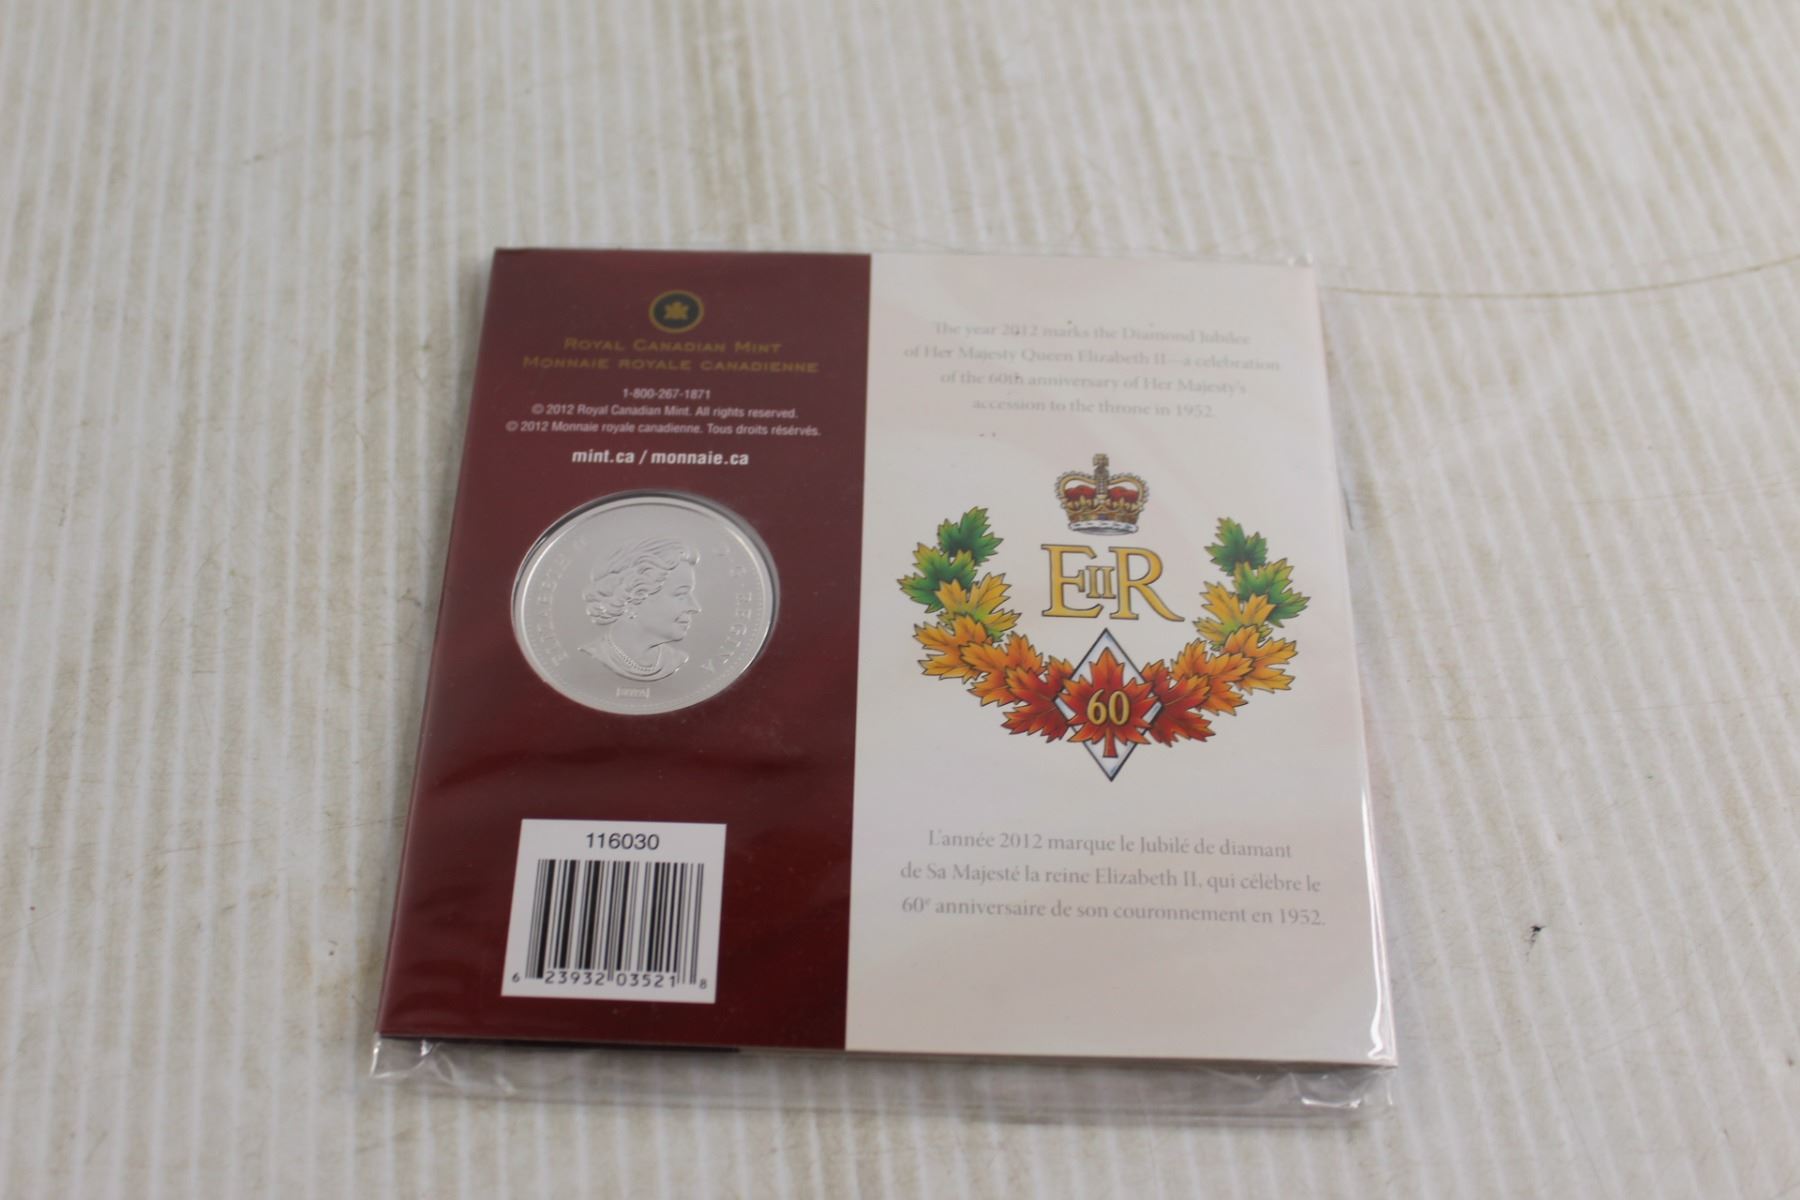 ROYAL CANADIAN MINT
MONNAIE ROYALE CANADIENNE
1-800-267-1871
© 2012 Royal Canadian Mint. All rights reserved.
© 2012 Monnaie royale canadienne. Tous droits résérvés.
mint.ca / monnaie.ca
ELIZABETH II D · G · REGINA
116030
6 23932 03521 8
The year 2012 marks the Diamond Jubilee
of Her Majesty Queen Elizabeth II—a celebration
of the 60th anniversary of Her Majesty's
accession to the throne in 1952.
EIIR
60
L'année 2012 marque le Jubilé de diamant
de Sa Majesté la reine Elizabeth II, qui célèbre le
60e anniversaire de son couronnement en 1952.